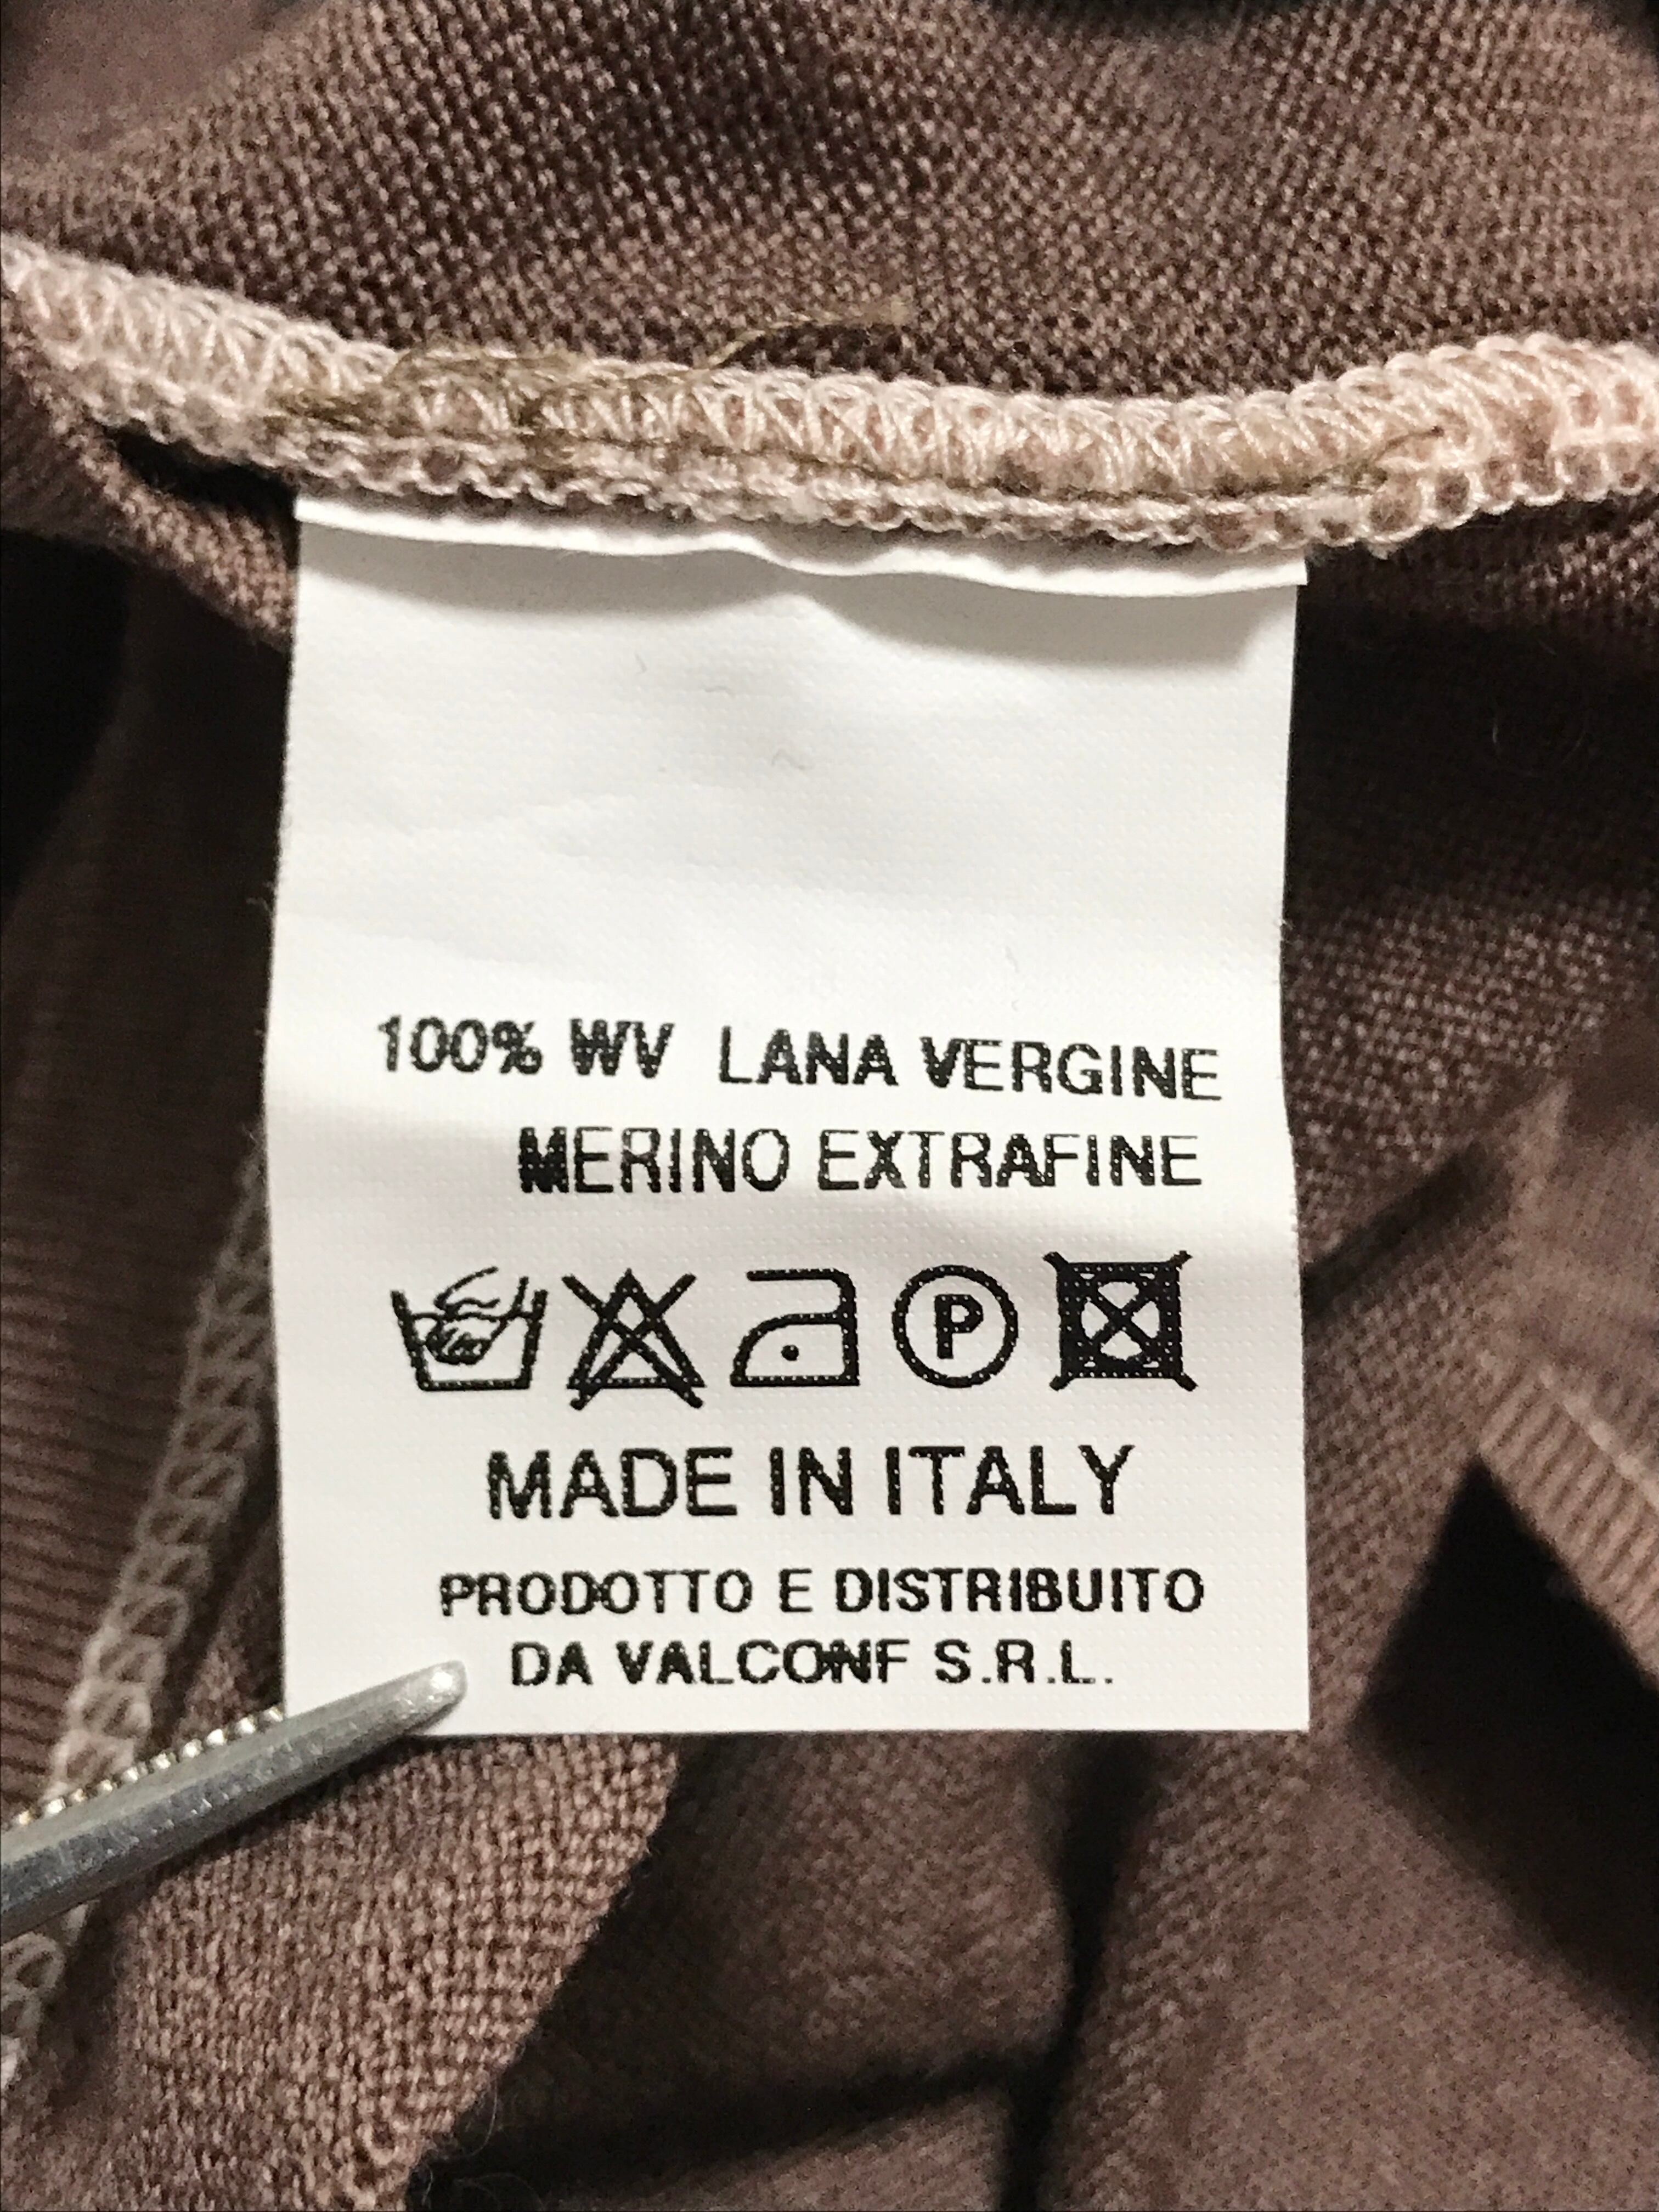 100% WV LANA VERGINE
MERINO EXTRAFINE
P
MADE IN ITALY
PRODOTTO E DISTRIBUITO
DA VALCONF S.R.L.